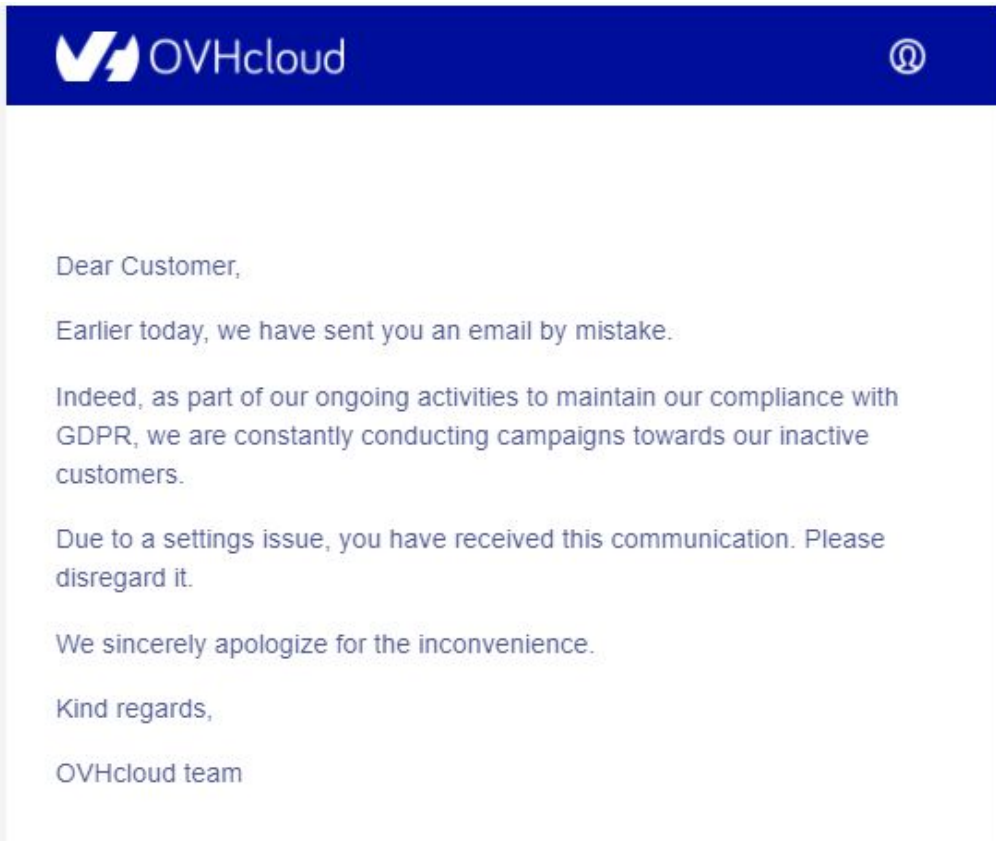 OVHcloud
Dear Customer,
Earlier today, we have sent you an email by mistake.
Indeed, as part of our ongoing activities to maintain our compliance with
GDPR, we are constantly conducting campaigns towards our inactive
customers.
Due to a settings issue, you have received this communication. Please
disregard it.
We sincerely apologize for the inconvenience.
Kind regards,
OVHcloud team